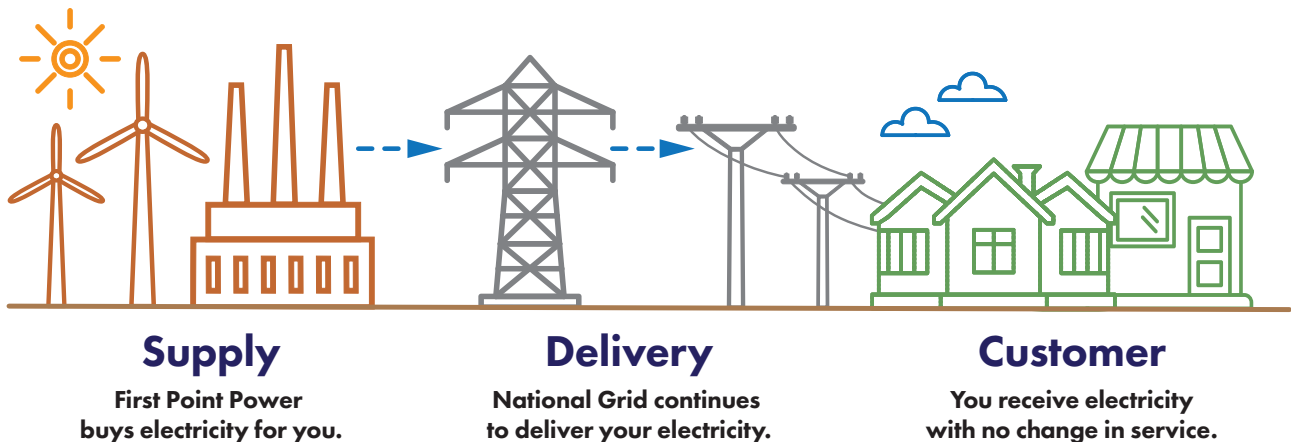 Supply
First Point Power
buys electricity for you.
Delivery
National Grid continues
to deliver your electricity.
Customer
You receive electricity
with no change in service.